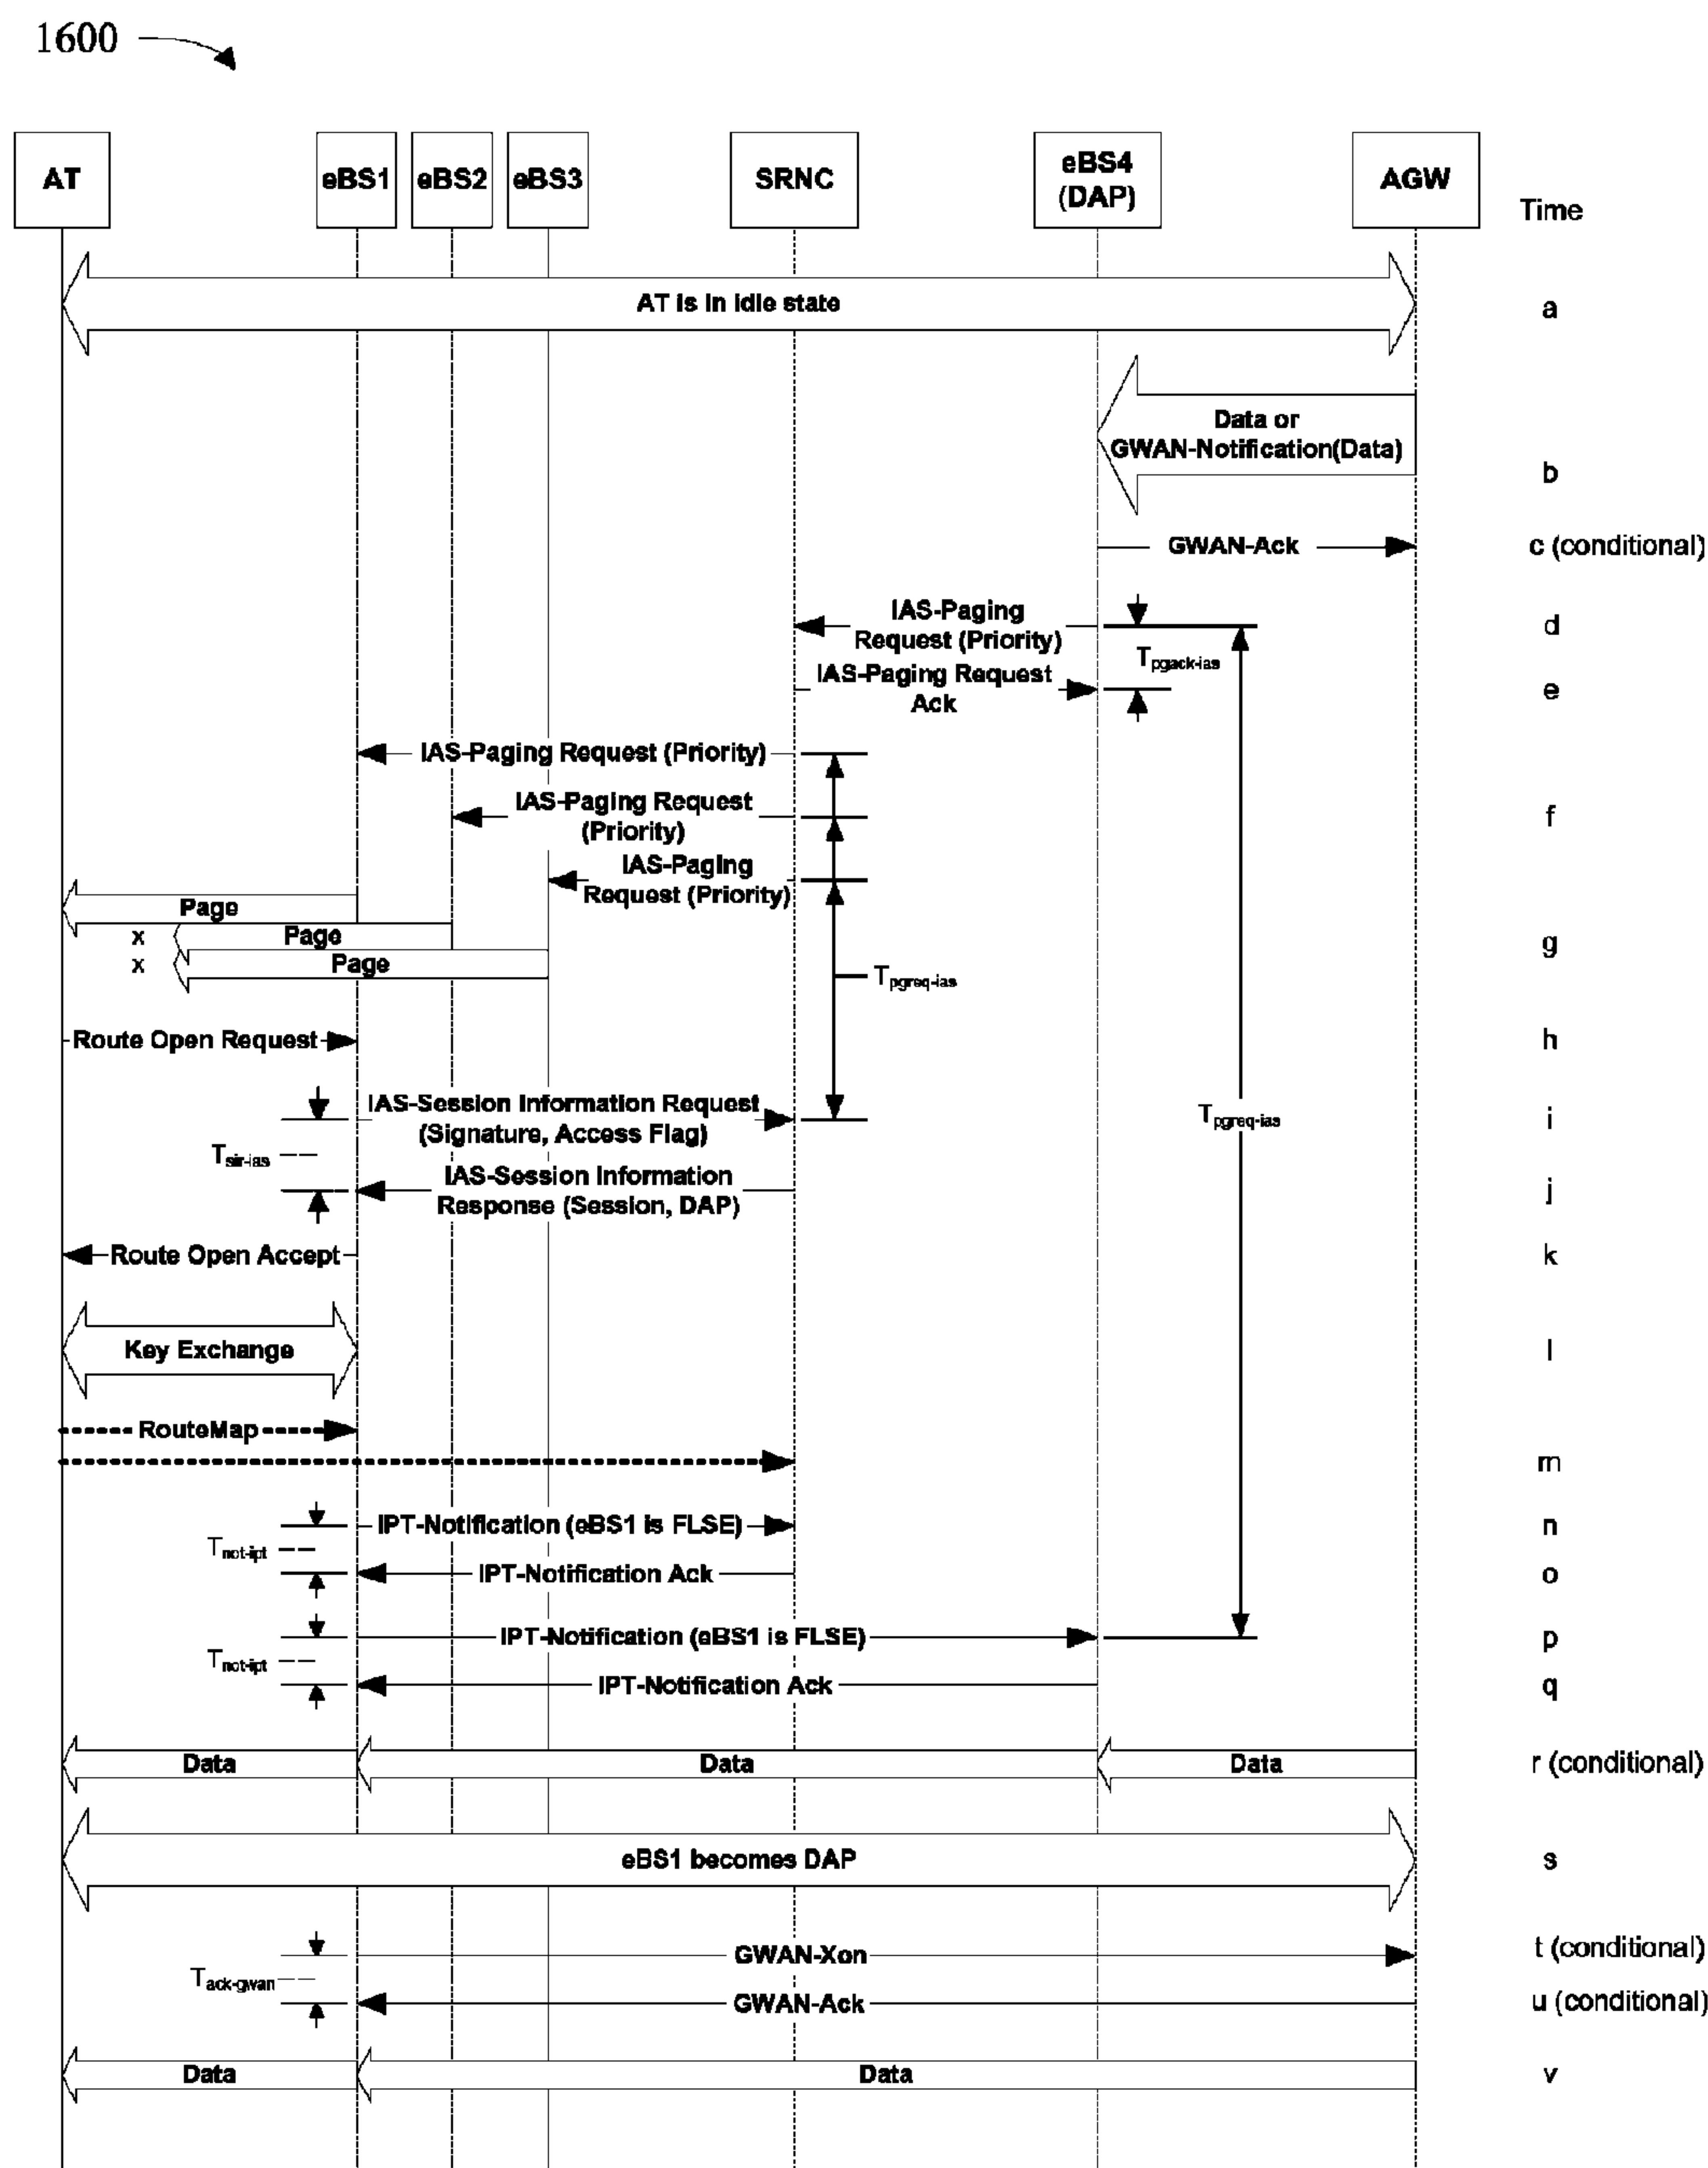 1600
AT
eBS1
eBS2
eBS3
SRNC
eBS4
(DAP)
AGW
Time
AT is in idle state
a
Data or
GWAN-Notification(Data)
b
GWAN-Ack
c (conditional)
IAS-Paging
Request (Priority)
d
Tpgack-ias
IAS-Paging Request
Ack
e
IAS-Paging Request (Priority)
IAS-Paging Request
(Priority)
f
IAS-Paging
Request (Priority)
Page
x
Page
x
Page
g
Tpgreq-ias
Route Open Request
h
IAS-Session Information Request
(Signature, Access Flag)
i
Tpgreq-ias
Tsir-ias
IAS-Session Information
Response (Session, DAP)
j
Route Open Accept
k
Key Exchange
l
RouteMap
m
IPT-Notification (eBS1 is FLSE)
n
Tnot-ipt
IPT-Notification Ack
o
IPT-Notification (eBS1 is FLSE)
p
Tnot-ipt
IPT-Notification Ack
q
Data
Data
Data
r (conditional)
eBS1 becomes DAP
s
GWAN-Xon
t (conditional)
Tack-gwan
GWAN-Ack
u (conditional)
Data
Data
v